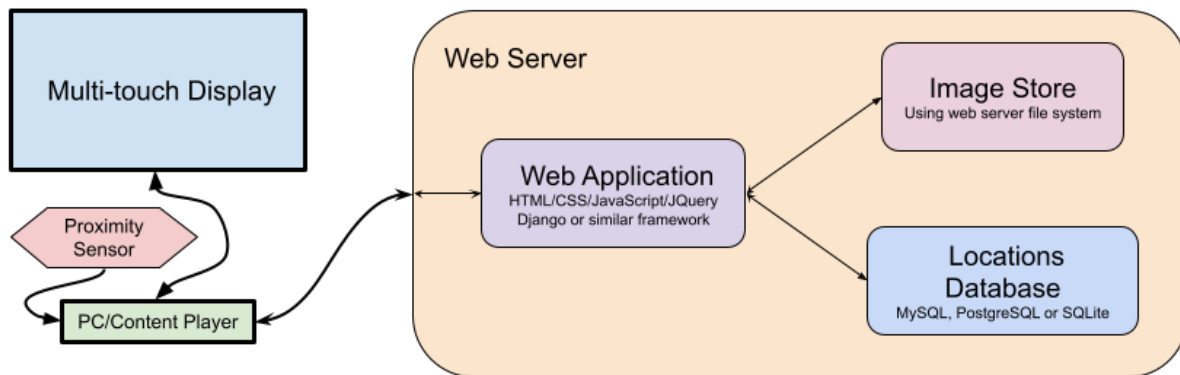 Multi-touch Display
Proximity
Sensor
PC/Content Player
Web Server
Web Application
HTML/CSS/JavaScript/JQuery
Django or similar framework
Image Store
Using web server file system
Locations
Database
MySQL, PostgreSQL or SQLite